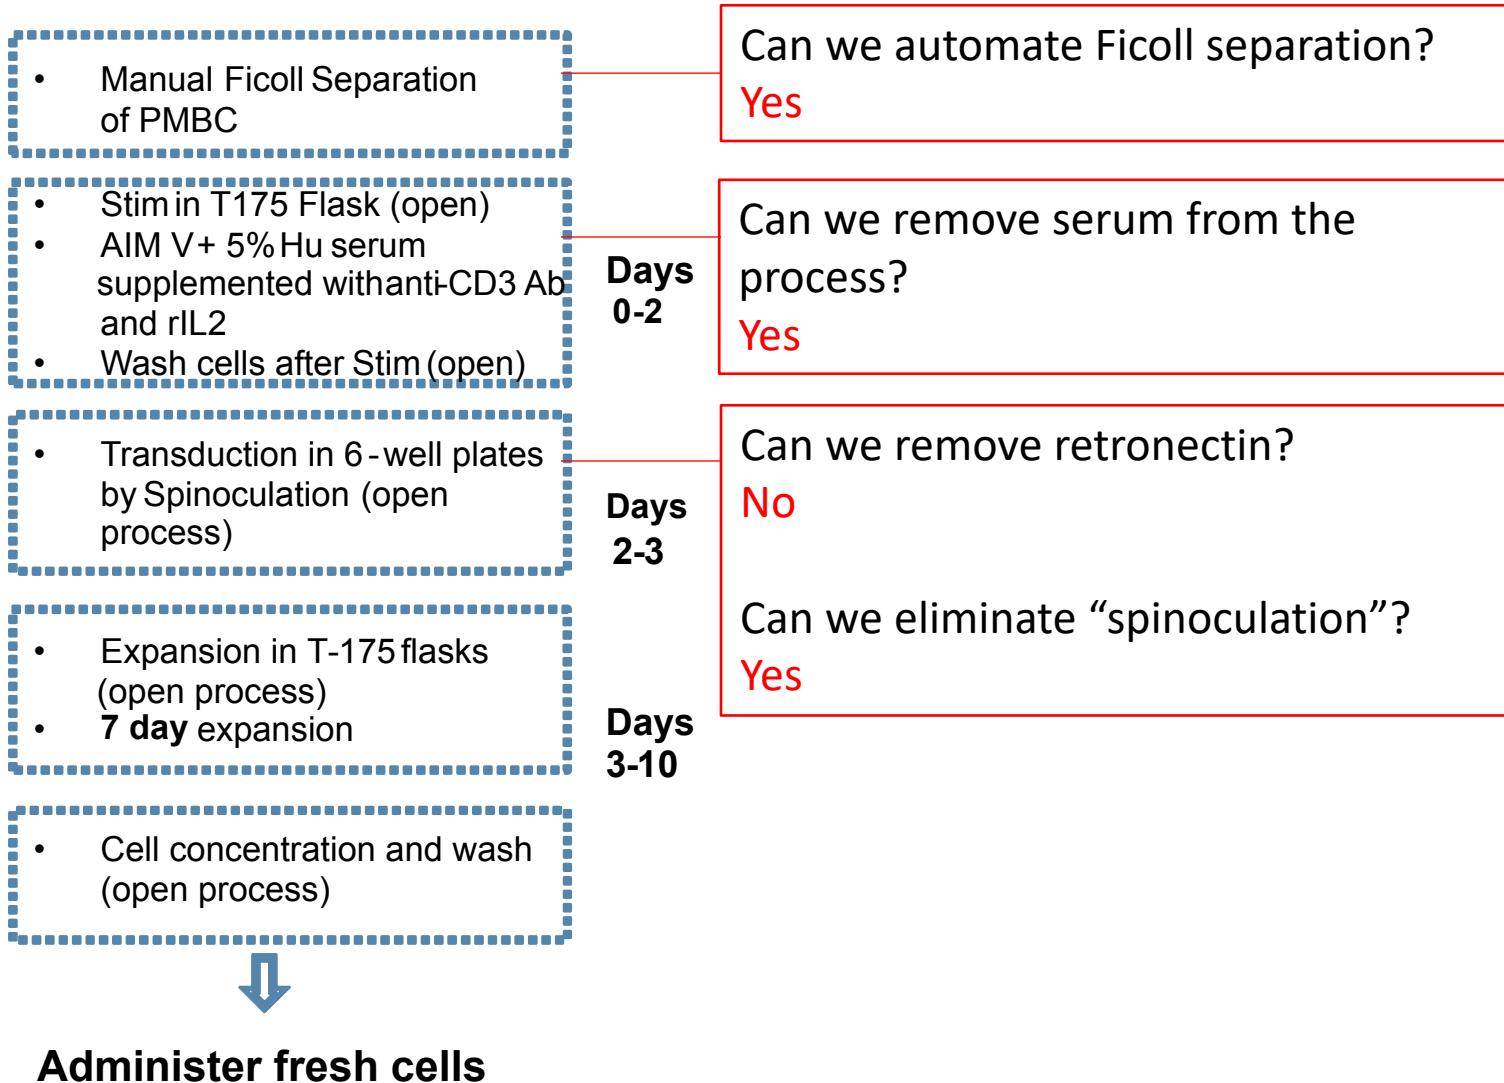 • Manual Ficoll Separation
of PMBC
Can we automate Ficoll separation?
Yes
• Stim in T175 Flask (open)
• AIM V+ 5% Hu serum
supplemented withanti-CD3 Ab
and rIL2
• Wash cells after Stim (open)
Days
0-2
Can we remove serum from the
process?
Yes
• Transduction in 6-well plates
by Spinoculation (open
process)
Days
2-3
Can we remove retronectin?
No
Can we eliminate “spinoculation”?
Yes
• Expansion in T-175 flasks
(open process)
• 7 day expansion
Days
3-10
• Cell concentration and wash
(open process)
Administer fresh cells